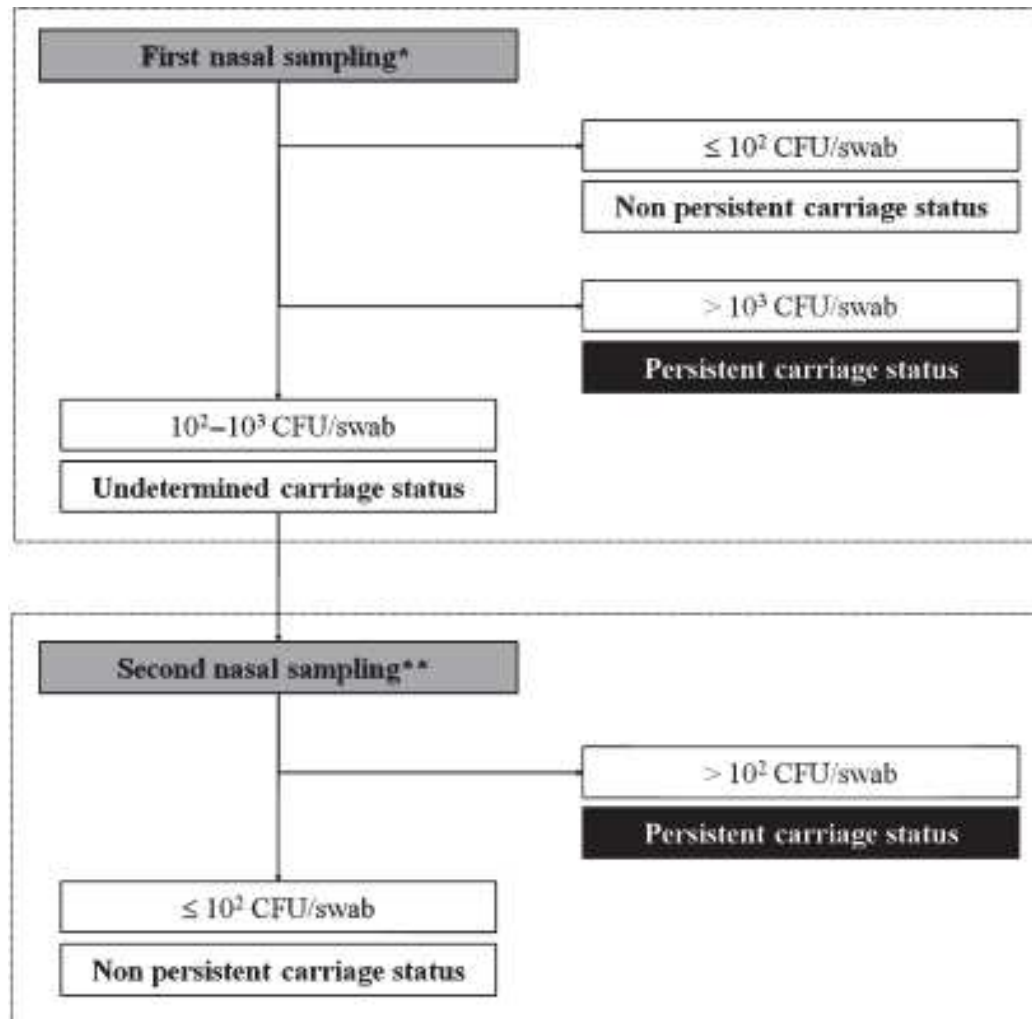 First nasal sampling*
≤ 10² CFU/swab
Non persistent carriage status
> 10³ CFU/swab
Persistent carriage status
10²–10³ CFU/swab
Undetermined carriage status
Second nasal sampling**
> 10² CFU/swab
Persistent carriage status
≤ 10² CFU/swab
Non persistent carriage status